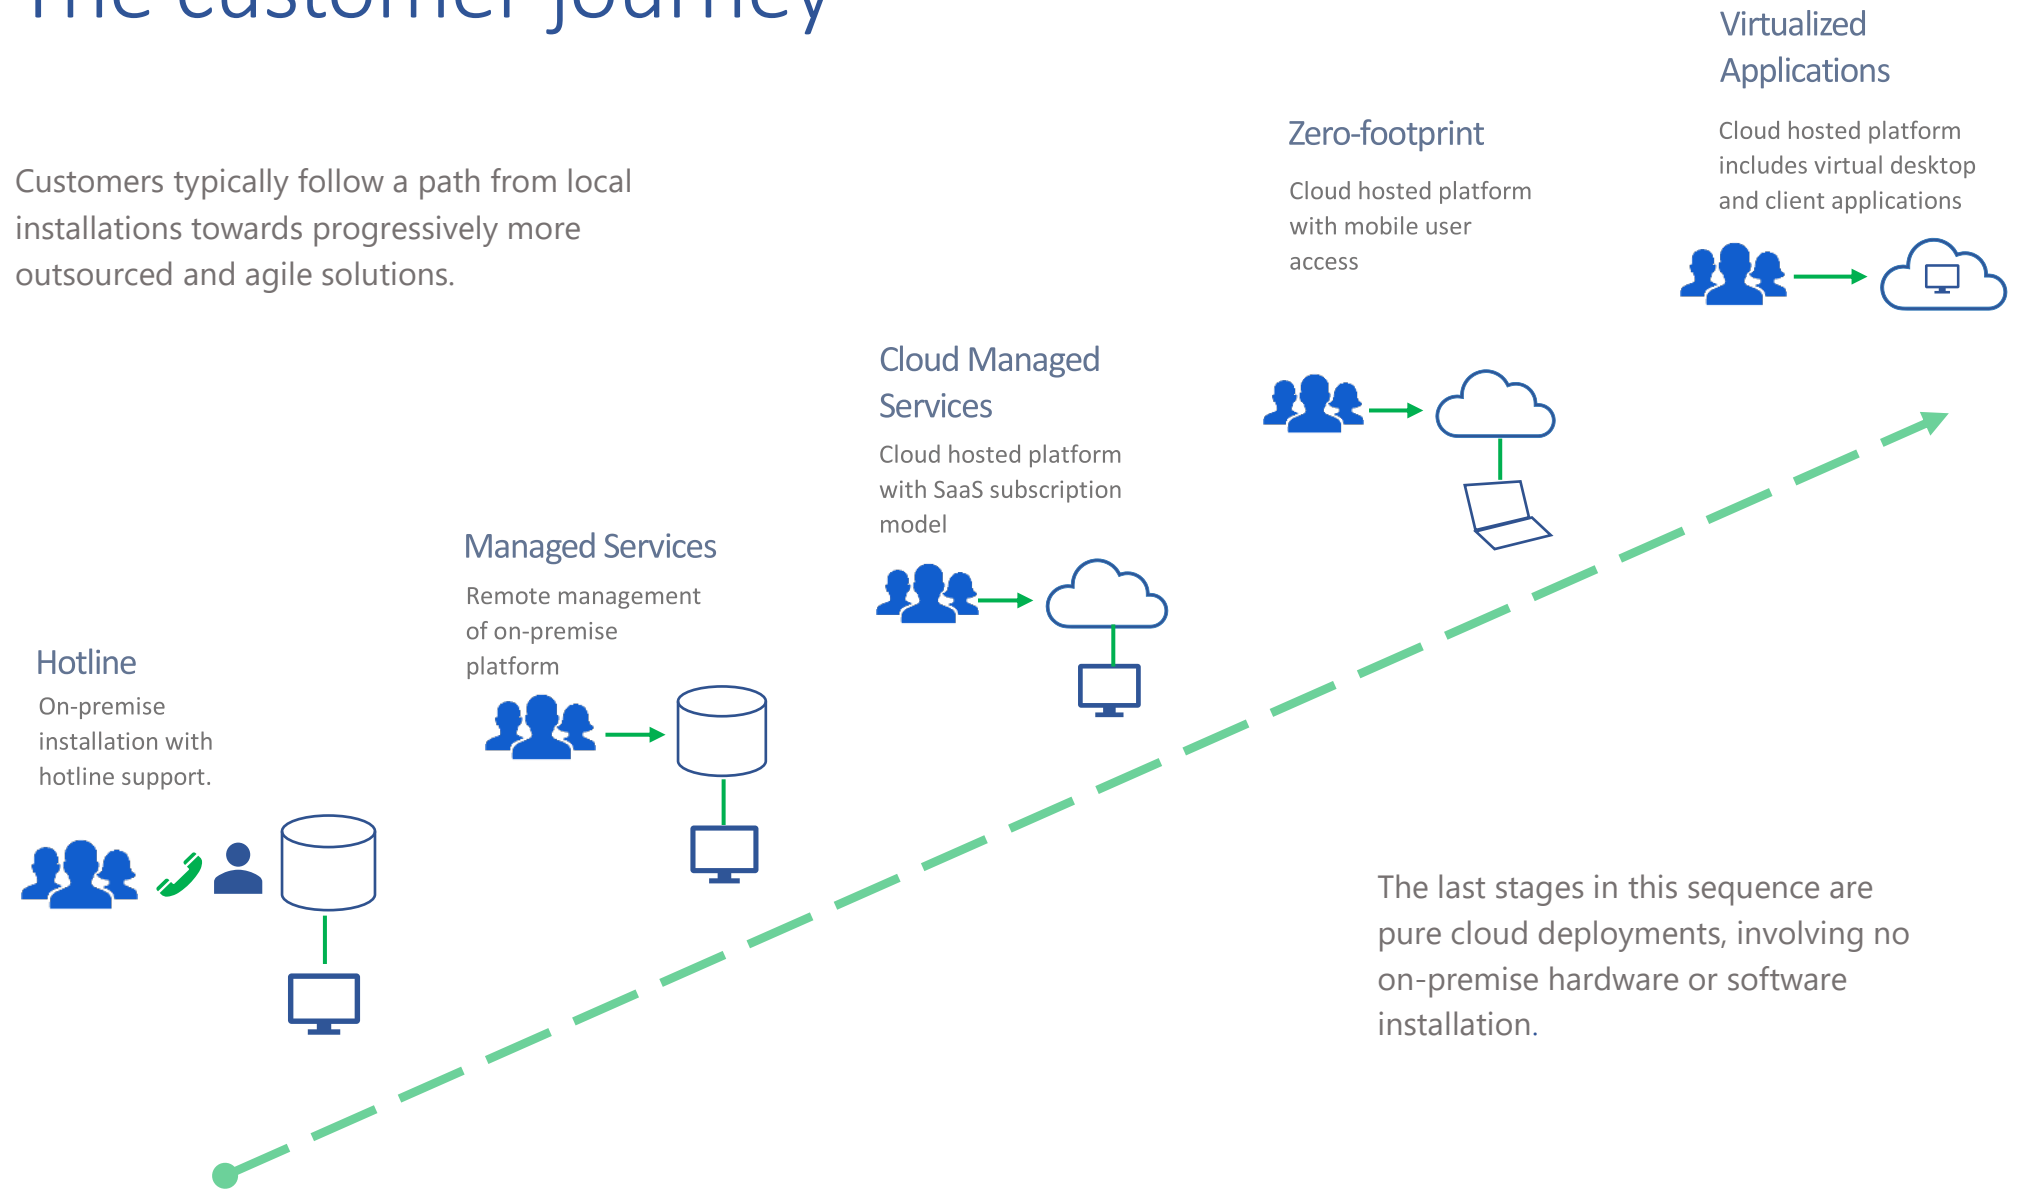 The customer journey
Customers typically follow a path from local
installations towards progressively more
outsourced and agile solutions.
Hotline
On-premise
installation with
hotline support.
Managed Services
Remote management
of on-premise
platform
Cloud Managed
Services
Cloud hosted platform
with SaaS subscription
model
Zero-footprint
Cloud hosted platform
with mobile user
access
Virtualized
Applications
Cloud hosted platform
includes virtual desktop
and client applications
The last stages in this sequence are
pure cloud deployments, involving no
on-premise hardware or software
installation.